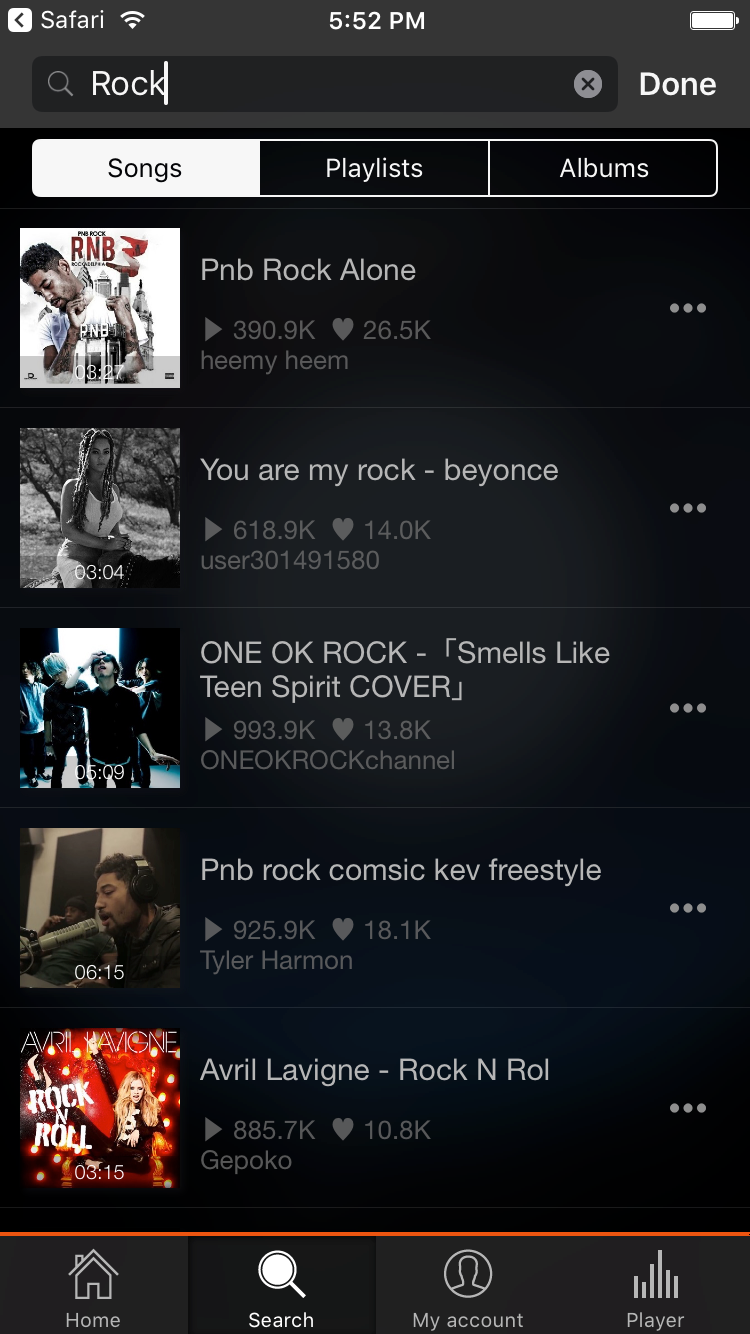 Safari 5:52 PM
Rock Done
Songs Playlists Albums
PNB ROCK
RNB 3
PNB
03:27
Pnb Rock Alone
390.9K 26.5K
heemy heem
03:04
You are my rock - beyonce
618.9K 14.0K
user301491580
05:09
ONE OK ROCK -「Smells Like
Teen Spirit COVER」
993.9K 13.8K
ONEOKROCKchannel
06:15
Pnb rock comsic kev freestyle
925.9K 18.1K
Tyler Harmon
AVRIL LAVIGNE
ROCK
N
ROLL
03:15
Avril Lavigne - Rock N Rol
885.7K 10.8K
Gepoko
Home Search My account Player